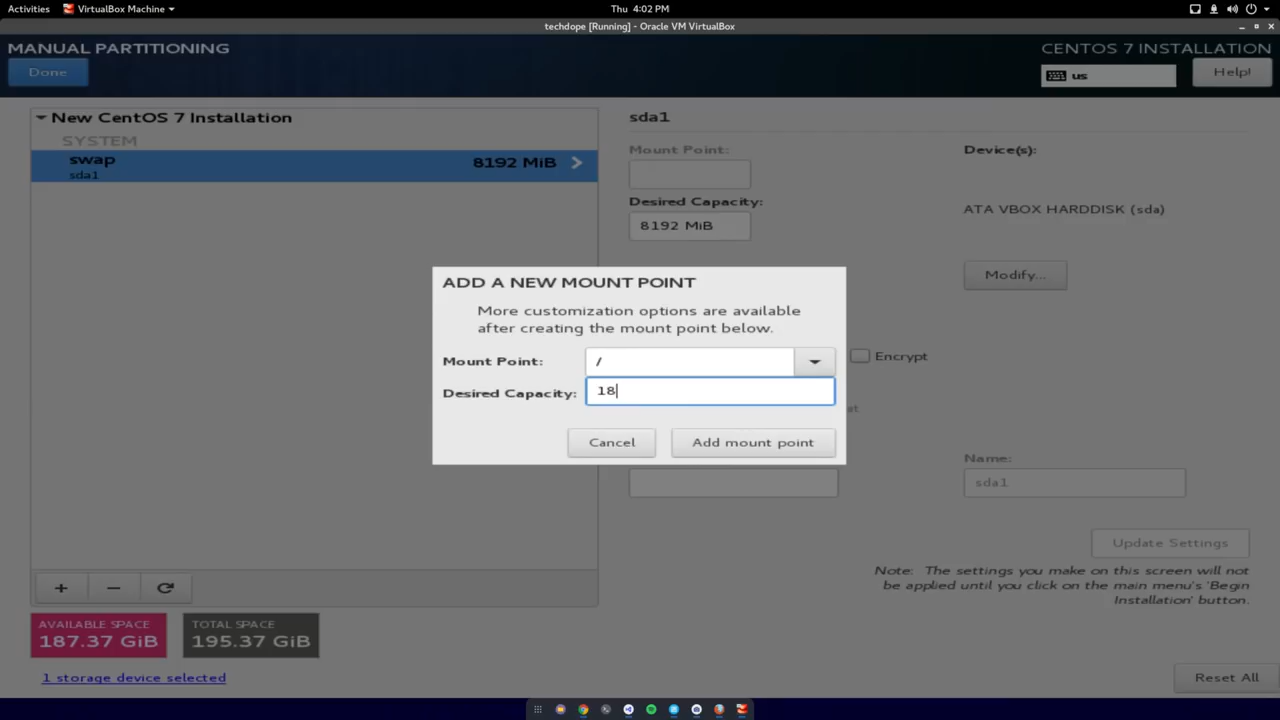 Activities VirtualBox Machine Thu 4:02 PM
techdope [Running] - Oracle VM VirtualBox
MANUAL PARTITIONING
CENTOS 7 INSTALLATION
Done
us
Help!
New CentOS 7 Installation
SYSTEM
swap
8192 MiB
sda1
sda1
Mount Point:
Device(s):
Desired Capacity:
8192 MiB
ATA VBOX HARDDISK (sda)
Modify...
ADD A NEW MOUNT POINT
More customization options are available
after creating the mount point below.
Mount Point: /
Desired Capacity: 18
Cancel
Add mount point
Encrypt
Name:
sda1
Update Settings
Note: The settings you make on this screen will not
be applied until you click on the main menu's 'Begin
Installation' button.
+ −
AVAILABLE SPACE
187.37 GiB
TOTAL SPACE
195.37 GiB
1 storage device selected
Reset All